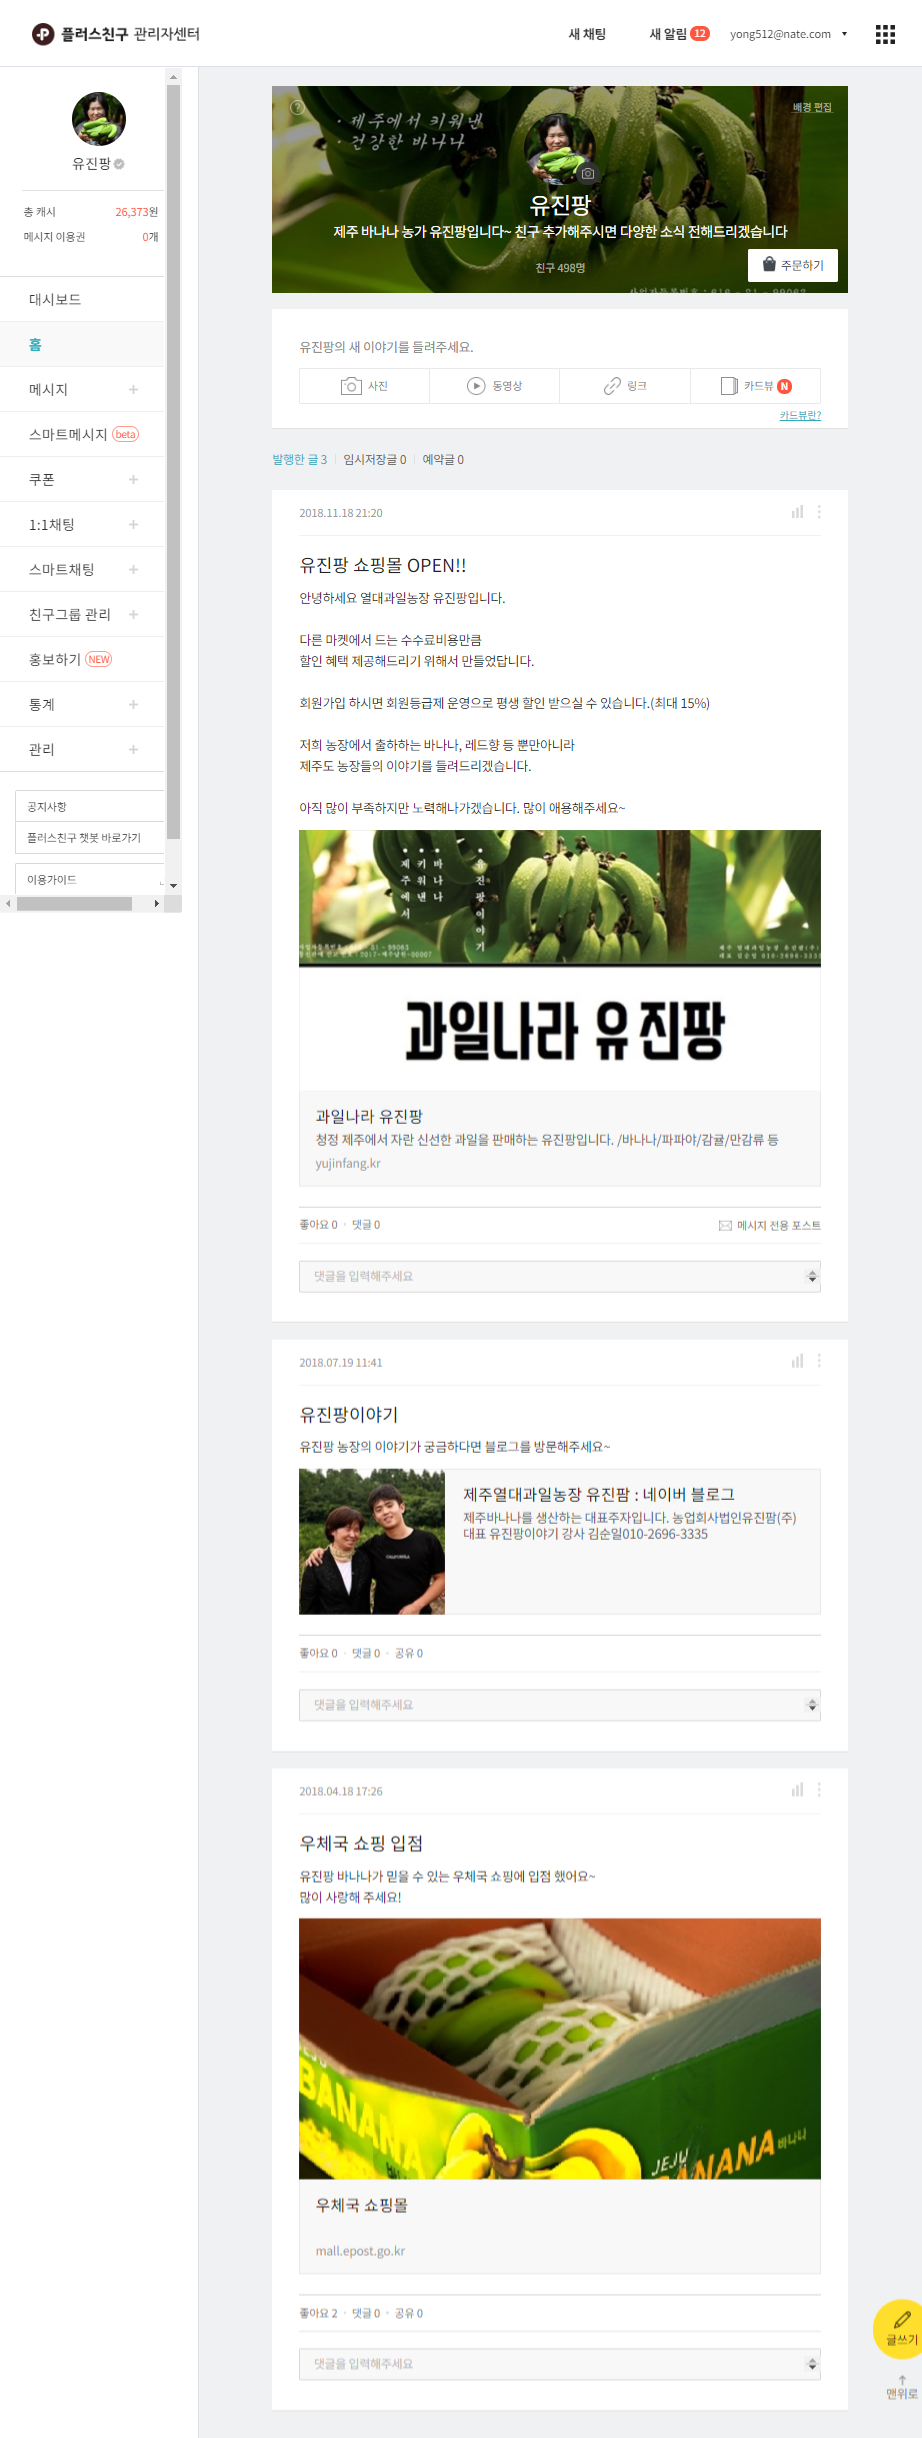 플러스친구 관리자센터
새 채팅
새 알림 12
yong512@nate.com
유진팡
총 캐시 26,373원
메시지 이용권 0개
대시보드
홈
메시지
스마트메시지 beta
쿠폰
1:1채팅
스마트채팅
친구그룹 관리
홍보하기 NEW
통계
관리
공지사항
플러스친구 챗봇 바로가기
이용가이드
배경 편집
· 제주에서 키워낸
· 건강한 바나나
유진팡
제주 바나나 농가 유진팡입니다~ 친구 추가해주시면 다양한 소식 전해드리겠습니다
친구 498명
주문하기
사업자등록번호 : 616 - 31 - 99063
유진팡의 새 이야기를 들려주세요.
사진
동영상
링크
카드뷰 N
카드뷰란?
발행한 글 3
임시저장글 0
예약글 0
2018.11.18 21:20
유진팡 쇼핑몰 OPEN!!
안녕하세요 열대과일농장 유진팡입니다.
다른 마켓에서 드는 수수료비용만큼
할인 혜택 제공해드리기 위해서 만들었답니다.
회원가입 하시면 회원등급제 운영으로 평생 할인 받으실 수 있습니다.(최대 15%)
저희 농장에서 출하하는 바나나, 레드향 등 뿐만아니라
제주도 농장들의 이야기를 들려드리겠습니다.
아직 많이 부족하지만 노력해나가겠습니다. 많이 애용해주세요~
제주에서
키워낸
바나나
유진팡이야기
제주 열대과일농장 유진팡(주)
대표 김순일 010-2696-3335
과일나라 유진팡
과일나라 유진팡
청정 제주에서 자란 신선한 과일을 판매하는 유진팡입니다. /바나나/파파야/감귤/만감류 등
yujinfang.kr
좋아요 0 · 댓글 0
메시지 전용 포스트
댓글을 입력해주세요
2018.07.19 11:41
유진팡이야기
유진팡 농장의 이야기가 궁금하다면 블로그를 방문해주세요~
제주열대과일농장 유진팜 : 네이버 블로그
제주바나나를 생산하는 대표주자입니다. 농업회사법인유진팜(주)
대표 유진팡이야기 강사 김순일010-2696-3335
좋아요 0 · 댓글 0 · 공유 0
댓글을 입력해주세요
2018.04.18 17:26
우체국 쇼핑 입점
유진팡 바나나가 믿을 수 있는 우체국 쇼핑에 입점 했어요~
많이 사랑해 주세요!
BANANA
JEJU
BANANA 바나나
우체국 쇼핑몰
mall.epost.go.kr
좋아요 2 · 댓글 0 · 공유 0
댓글을 입력해주세요
글쓰기
맨위로